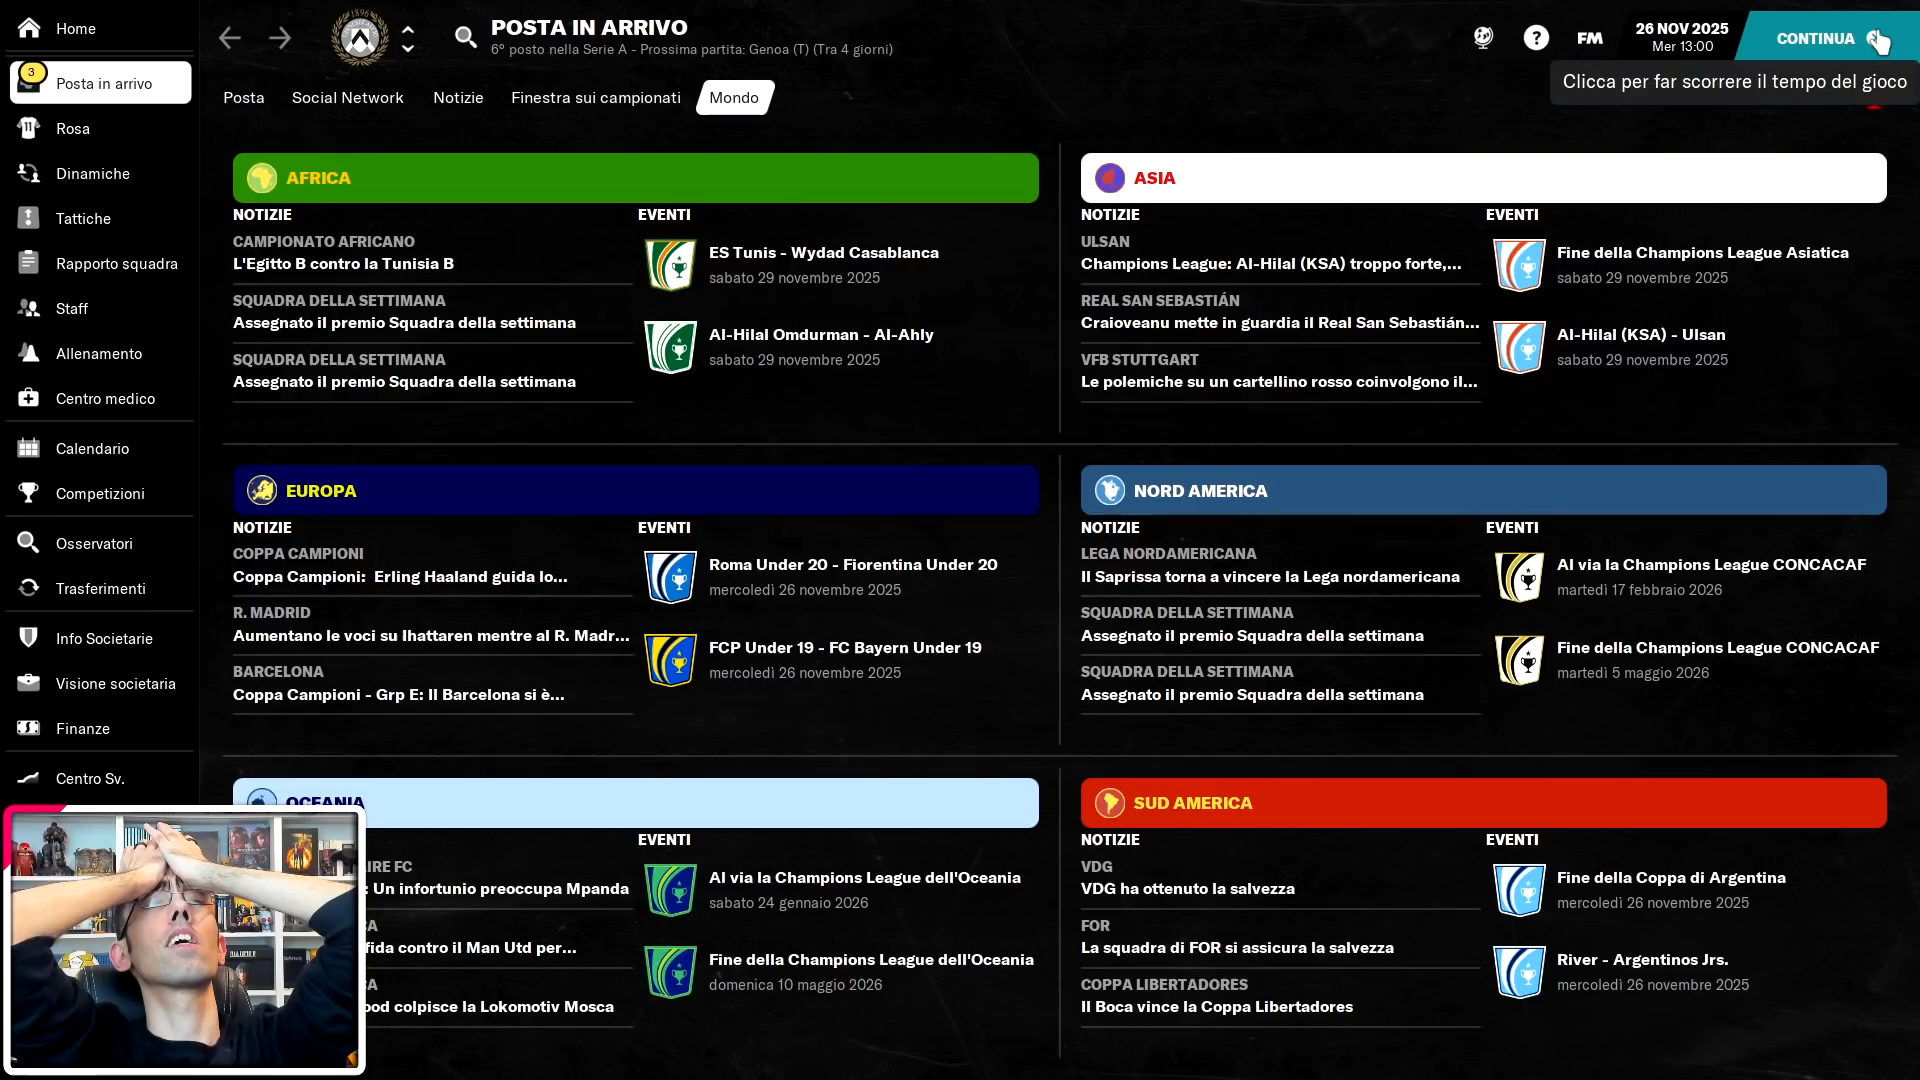 Home
3
Posta in arrivo
Rosa
Dinamiche
Tattiche
Rapporto squadra
Staff
Allenamento
Centro medico
Calendario
Competizioni
Osservatori
Trasferimenti
Info Societarie
Visione societaria
Finanze
Centro Sv.
1896
POSTA IN ARRIVO
6° posto nella Serie A - Prossima partita: Genoa (T) (Tra 4 giorni)
FM
26 NOV 2025
Mer 13:00
CONTINUA
Clicca per far scorrere il tempo del gioco
Posta
Social Network
Notizie
Finestra sui campionati
Mondo
AFRICA
NOTIZIE
CAMPIONATO AFRICANO
L'Egitto B contro la Tunisia B
SQUADRA DELLA SETTIMANA
Assegnato il premio Squadra della settimana
SQUADRA DELLA SETTIMANA
Assegnato il premio Squadra della settimana
EVENTI
ES Tunis - Wydad Casablanca
sabato 29 novembre 2025
Al-Hilal Omdurman - Al-Ahly
sabato 29 novembre 2025
ASIA
NOTIZIE
ULSAN
Champions League: Al-Hilal (KSA) troppo forte,...
REAL SAN SEBASTIÁN
Craioveanu mette in guardia il Real San Sebastián...
VFB STUTTGART
Le polemiche su un cartellino rosso coinvolgono il...
EVENTI
Fine della Champions League Asiatica
sabato 29 novembre 2025
Al-Hilal (KSA) - Ulsan
sabato 29 novembre 2025
EUROPA
NOTIZIE
COPPA CAMPIONI
Coppa Campioni: Erling Haaland guida lo...
R. MADRID
Aumentano le voci su Ihattaren mentre al R. Madr...
BARCELONA
Coppa Campioni - Grp E: Il Barcelona si è...
EVENTI
Roma Under 20 - Fiorentina Under 20
mercoledì 26 novembre 2025
FCP Under 19 - FC Bayern Under 19
mercoledì 26 novembre 2025
NORD AMERICA
NOTIZIE
LEGA NORDAMERICANA
Il Saprissa torna a vincere la Lega nordamericana
SQUADRA DELLA SETTIMANA
Assegnato il premio Squadra della settimana
SQUADRA DELLA SETTIMANA
Assegnato il premio Squadra della settimana
EVENTI
Al via la Champions League CONCACAF
martedì 17 febbraio 2026
Fine della Champions League CONCACAF
martedì 5 maggio 2026
OCEANIA
IRE FC
: Un infortunio preoccupa Mpanda
fida contro il Man Utd per...
ood colpisce la Lokomotiv Mosca
EVENTI
Al via la Champions League dell'Oceania
sabato 24 gennaio 2026
Fine della Champions League dell'Oceania
domenica 10 maggio 2026
SUD AMERICA
NOTIZIE
VDG
VDG ha ottenuto la salvezza
FOR
La squadra di FOR si assicura la salvezza
COPPA LIBERTADORES
Il Boca vince la Coppa Libertadores
EVENTI
Fine della Coppa di Argentina
mercoledì 26 novembre 2025
River - Argentinos Jrs.
mercoledì 26 novembre 2025